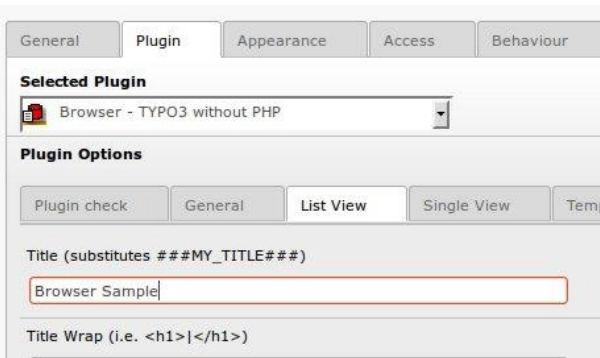 General Plugin Appearance Access Behaviour
Selected Plugin
Browser - TYPO3 without PHP
Plugin Options
Plugin check General List View Single View Temp
Title (substitutes ###MY_TITLE###)
Browser Sample
Title Wrap (i.e. <h1>|</h1>)